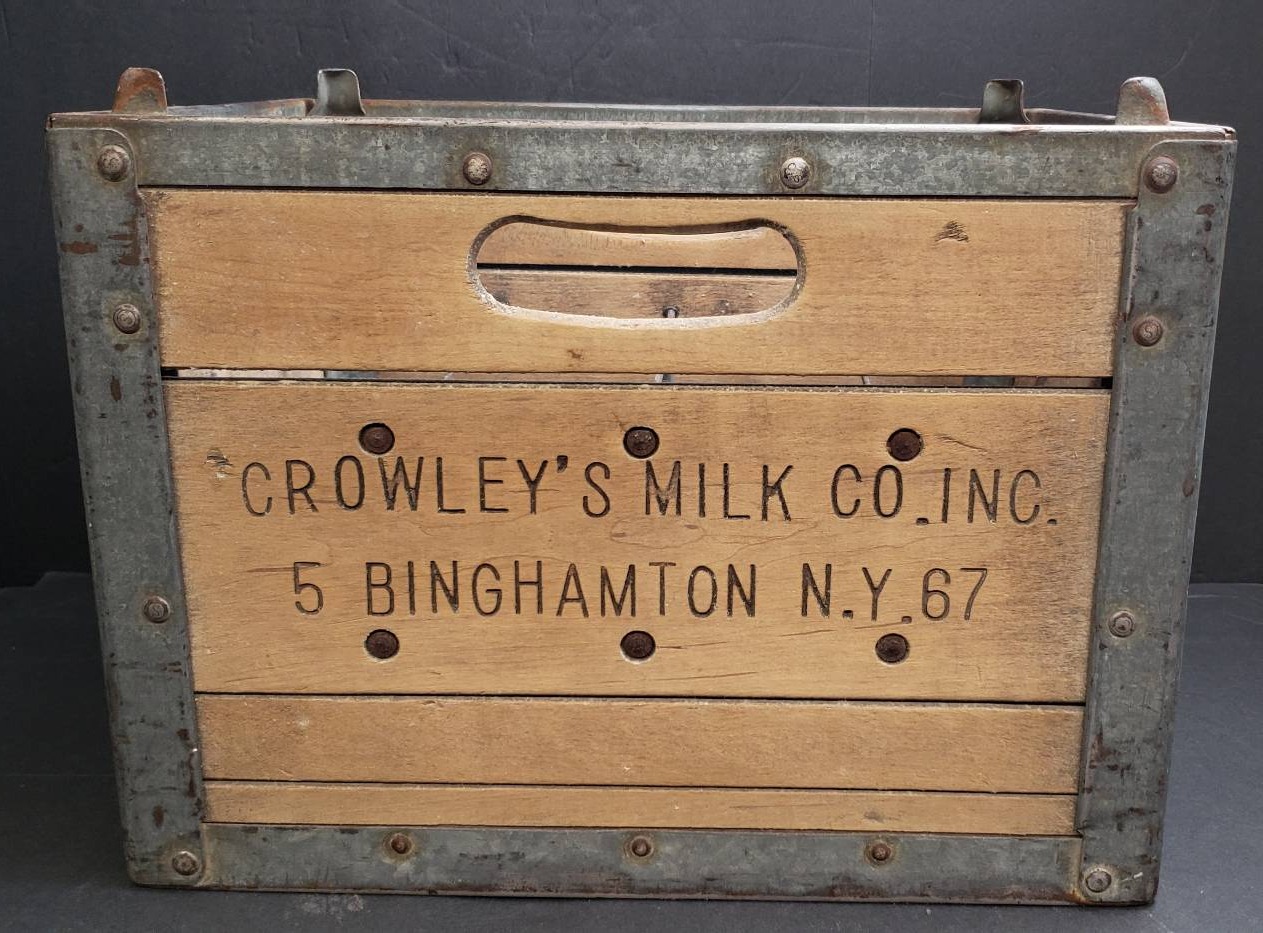 CROWLEY'S MILK CO. INC.
5 BINGHAMTON N.Y. 67